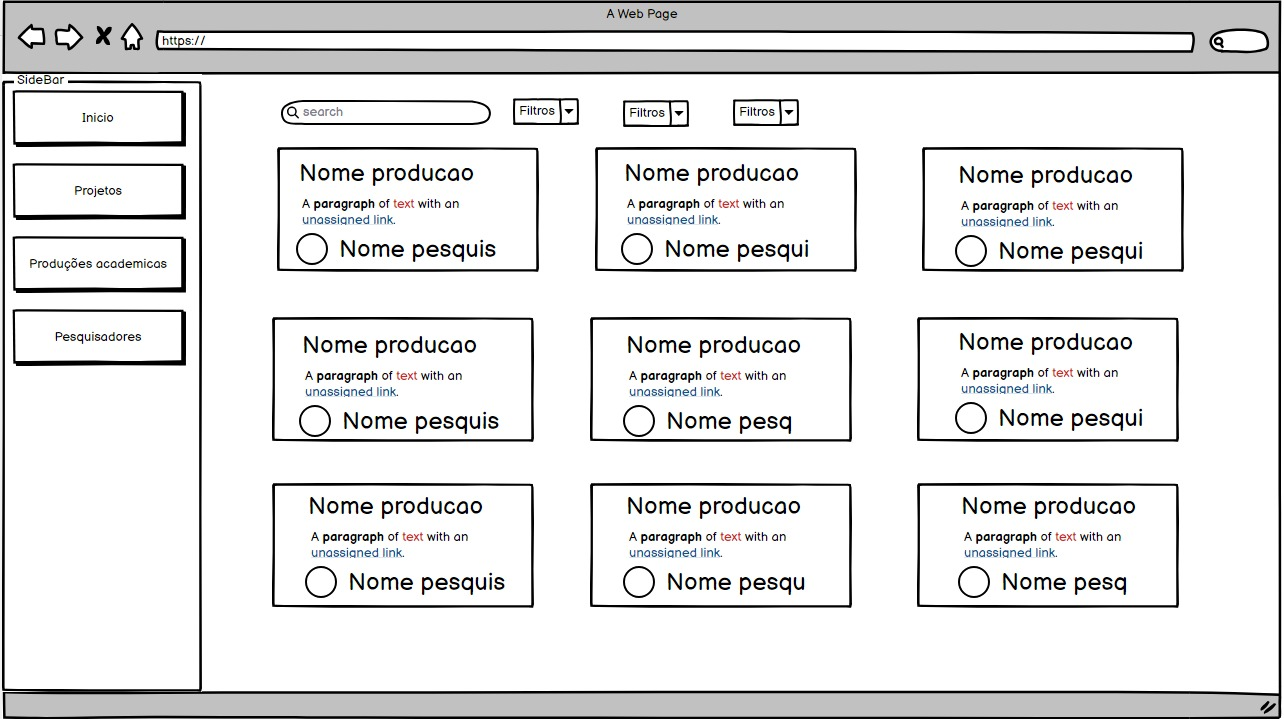 A Web Page
https://
SideBar
Inicio
Projetos
Produções academicas
Pesquisadores
search
Filtros
Filtros
Filtros
Nome producao
A paragraph of text with an
unassigned link.
Nome pesquis
Nome producao
A paragraph of text with an
unassigned link.
Nome pesqui
Nome producao
A paragraph of text with an
unassigned link.
Nome pesqui
Nome producao
A paragraph of text with an
unassigned link.
Nome pesquis
Nome producao
A paragraph of text with an
unassigned link.
Nome pesq
Nome producao
A paragraph of text with an
unassigned link.
Nome pesqui
Nome producao
A paragraph of text with an
unassigned link.
Nome pesquis
Nome producao
A paragraph of text with an
unassigned link.
Nome pesqu
Nome producao
A paragraph of text with an
unassigned link.
Nome pesq